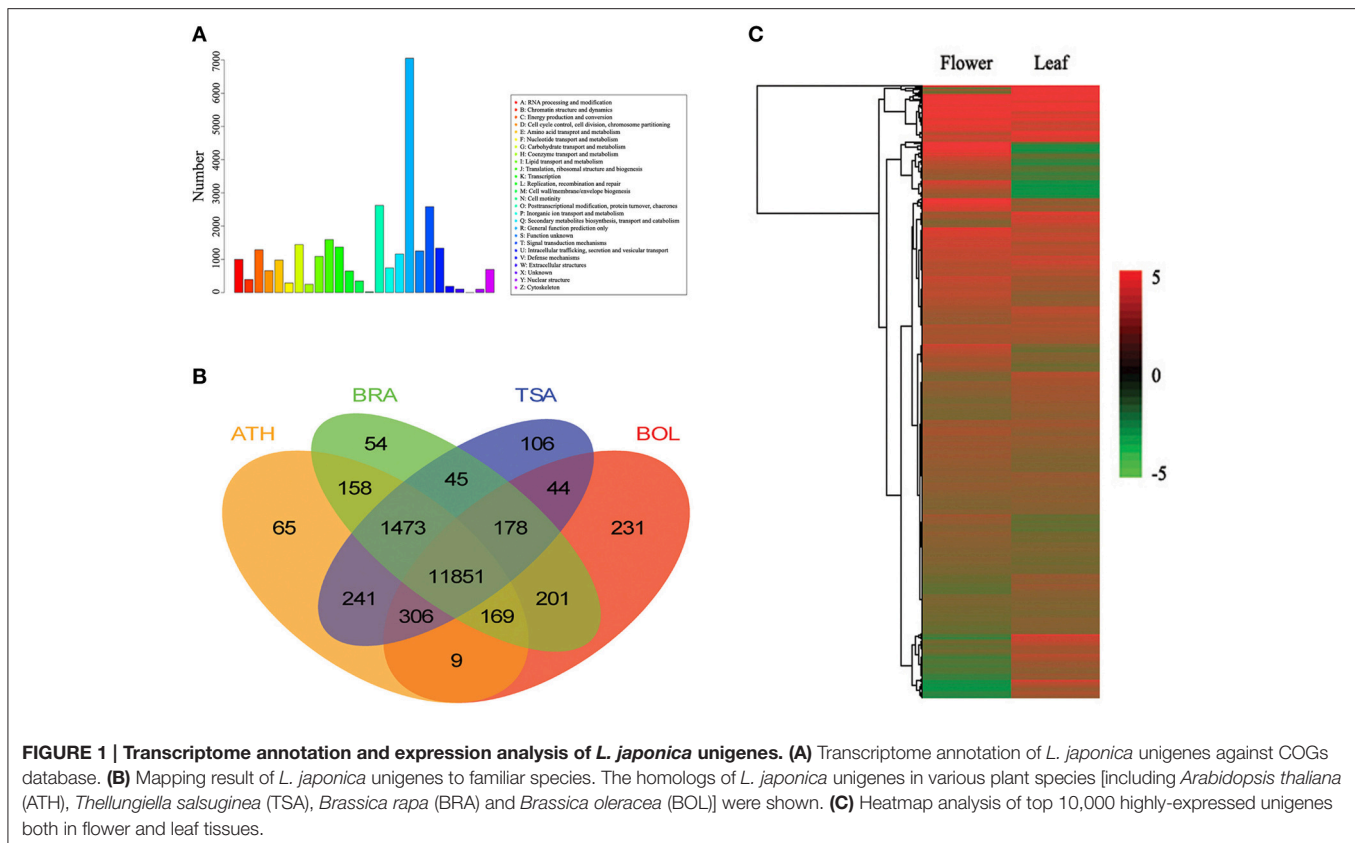 A
Number
0
1000
2000
3000
4000
5000
6000
7000
A: RNA processing and modification
B: Chromatin structure and dynamics
C: Energy production and conversion
D: Cell cycle control, cell division, chromosome partitioning
E: Amino acid transprot and metabolism
F: Nucleotide transport and metabolism
G: Carbohydrate transport and metabolism
H: Coenzyme transport and metabolism
I: Lipid transport and metabolism
J: Translation, ribosomal structure and biogenesis
K: Transcription
L: Replication, recombination and repair
M: Cell wall/membrane/envelope biogenesis
N: Cell motinity
O: Posttranscriptional modification, protein turnover, chacrones
P: Inorganic ion transport and metabolism
Q: Secondary metabolites biosynthesis, transport and catabolism
R: General function prediction only
S: Function unknown
T: Signal transduction mechanisms
U: Intracellular trafficking, secretion and vesicular transport
V: Defense mechanisms
W: Extracellular structures
X: Unknown
Y: Nuclear structure
Z: Cytoskeleton
B
ATH
BRA
TSA
BOL
54
106
158
45
44
65
1473
178
231
11851
241
306
169
201
9
C
Flower Leaf
5
0
-5
FIGURE 1 | Transcriptome annotation and expression analysis of L. japonica unigenes. (A) Transcriptome annotation of L. japonica unigenes against COGs
database. (B) Mapping result of L. japonica unigenes to familiar species. The homologs of L. japonica unigenes in various plant species [including Arabidopsis thaliana
(ATH), Thellungiella salsuginea (TSA), Brassica rapa (BRA) and Brassica oleracea (BOL)] were shown. (C) Heatmap analysis of top 10,000 highly-expressed unigenes
both in flower and leaf tissues.